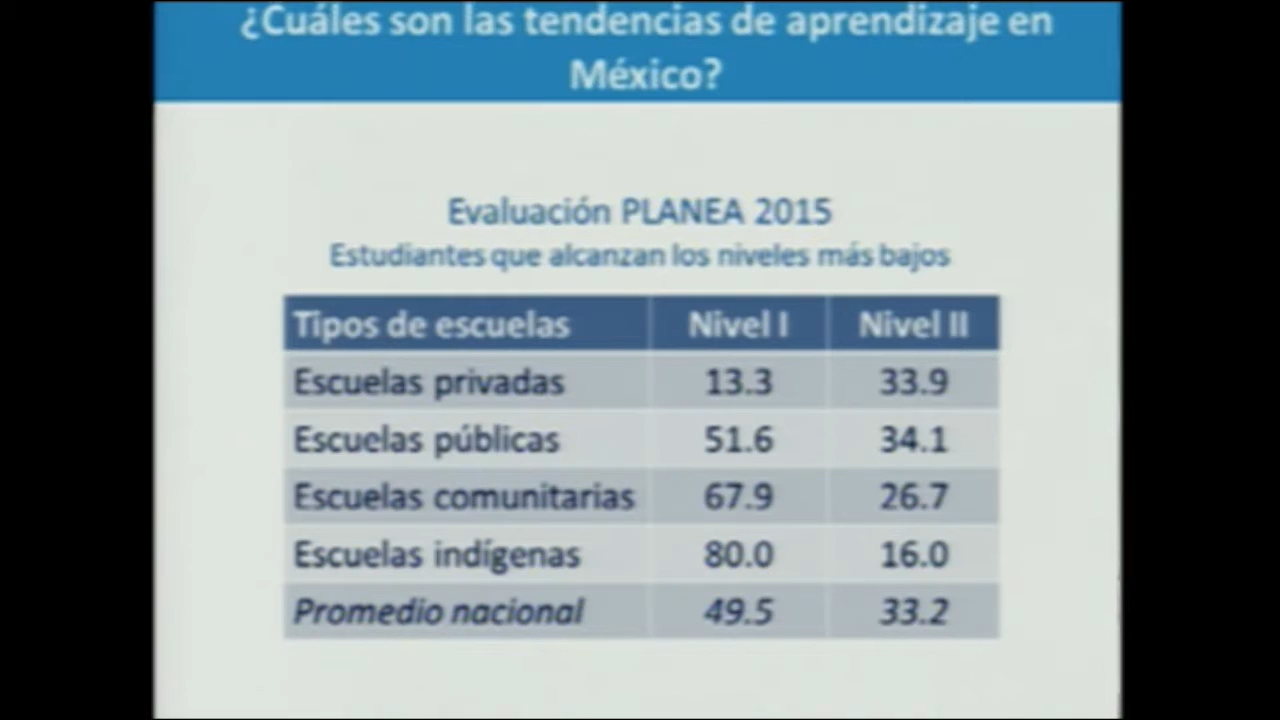 ¿Cuáles son las tendencias de aprendizaje en
México?
Evaluación PLANEA 2015
Estudiantes que alcanzan los niveles más bajos
Tipos de escuelas Nivel I Nivel II
Escuelas privadas 13.3 33.9
Escuelas públicas 51.6 34.1
Escuelas comunitarias 67.9 26.7
Escuelas indígenas 80.0 16.0
Promedio nacional 49.5 33.2